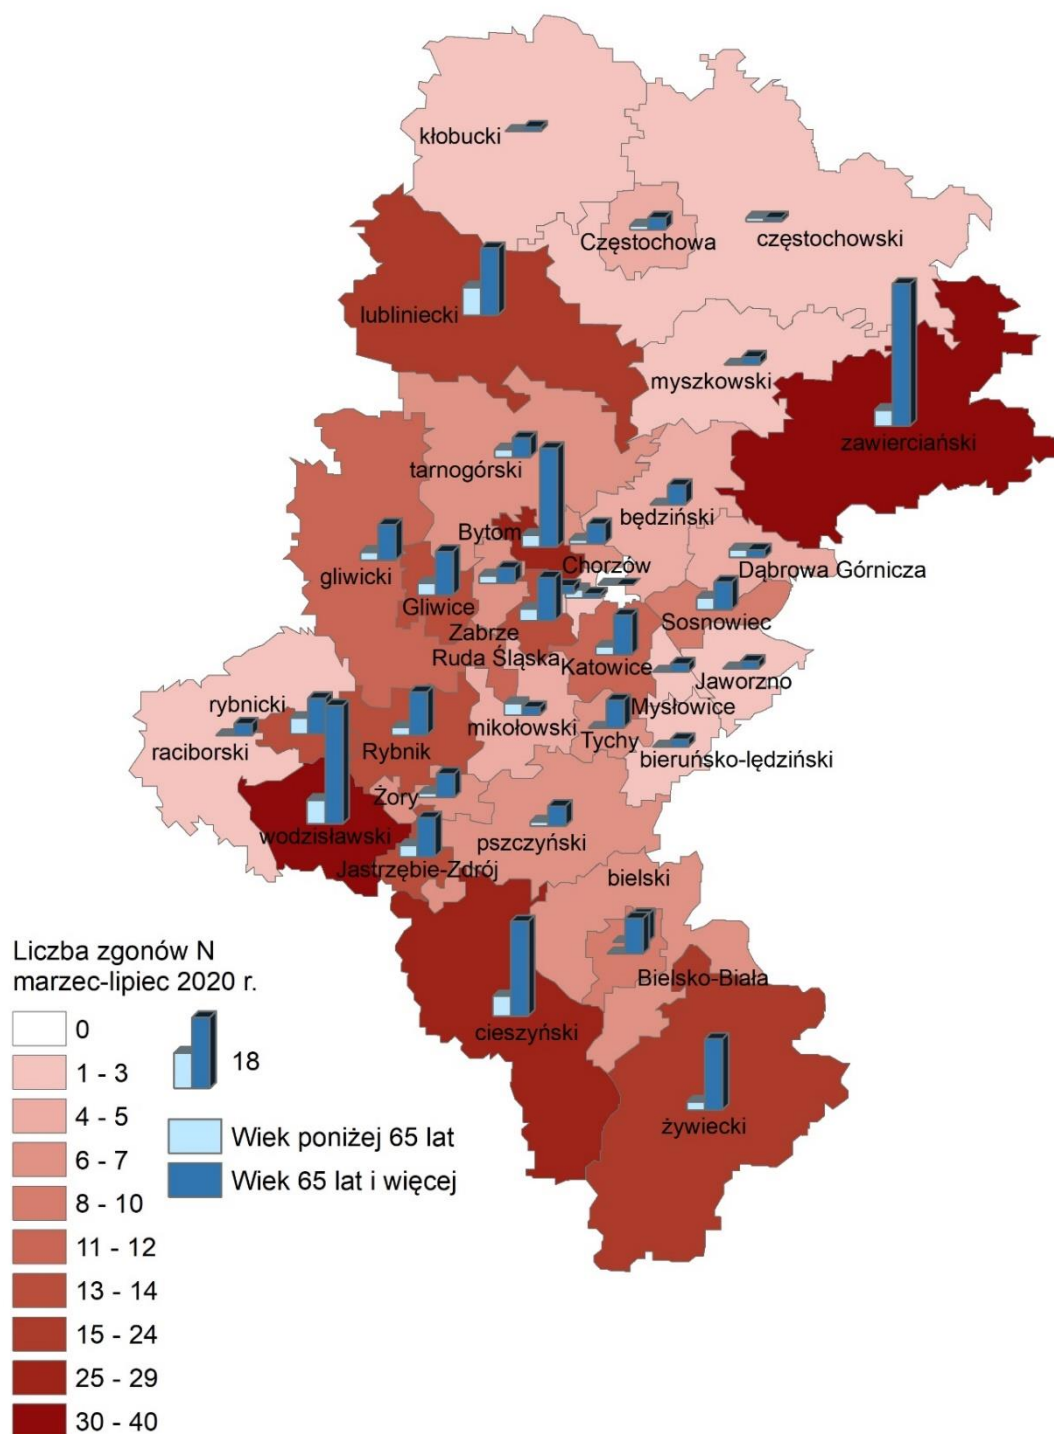 kłobucki
Częstochowa
częstochowski
lubliniecki
myszkowski
zawierciański
tarnogórski
będziński
Bytom
Chorzów
Dąbrowa Górnicza
gliwicki
Gliwice
Sosnowiec
Zabrze
Ruda Śląska
Katowice
Jaworzno
rybnicki
Mysłowice
raciborski
Rybnik
mikołowski
Tychy
bieruńsko-lędziński
Żory
wodzisławski
pszczyński
Jastrzębie-Zdrój
bielski
Bielsko-Biała
cieszyński
żywiecki
Liczba zgonów N
marzec-lipiec 2020 r.
0
1 - 3
4 - 5
6 - 7
8 - 10
11 - 12
13 - 14
15 - 24
25 - 29
30 - 40
18
Wiek poniżej 65 lat
Wiek 65 lat i więcej